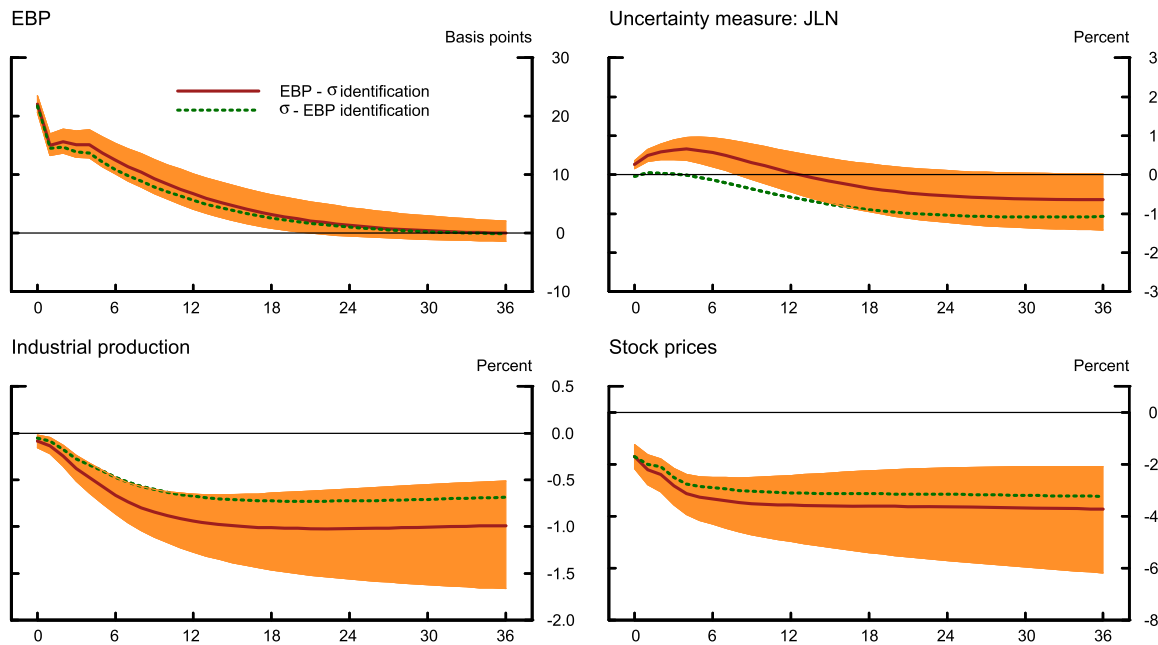 EBP
Basis points
30
20
10
0
-10
EBP - σ identification
σ - EBP identification
0 6 12 18 24 30 36
Uncertainty measure: JLN
Percent
3
2
1
0
-1
-2
-3
0 6 12 18 24 30 36
Industrial production
Percent
0.5
0.0
-0.5
-1.0
-1.5
-2.0
0 6 12 18 24 30 36
Stock prices
Percent
0
-2
-4
-6
-8
0 6 12 18 24 30 36